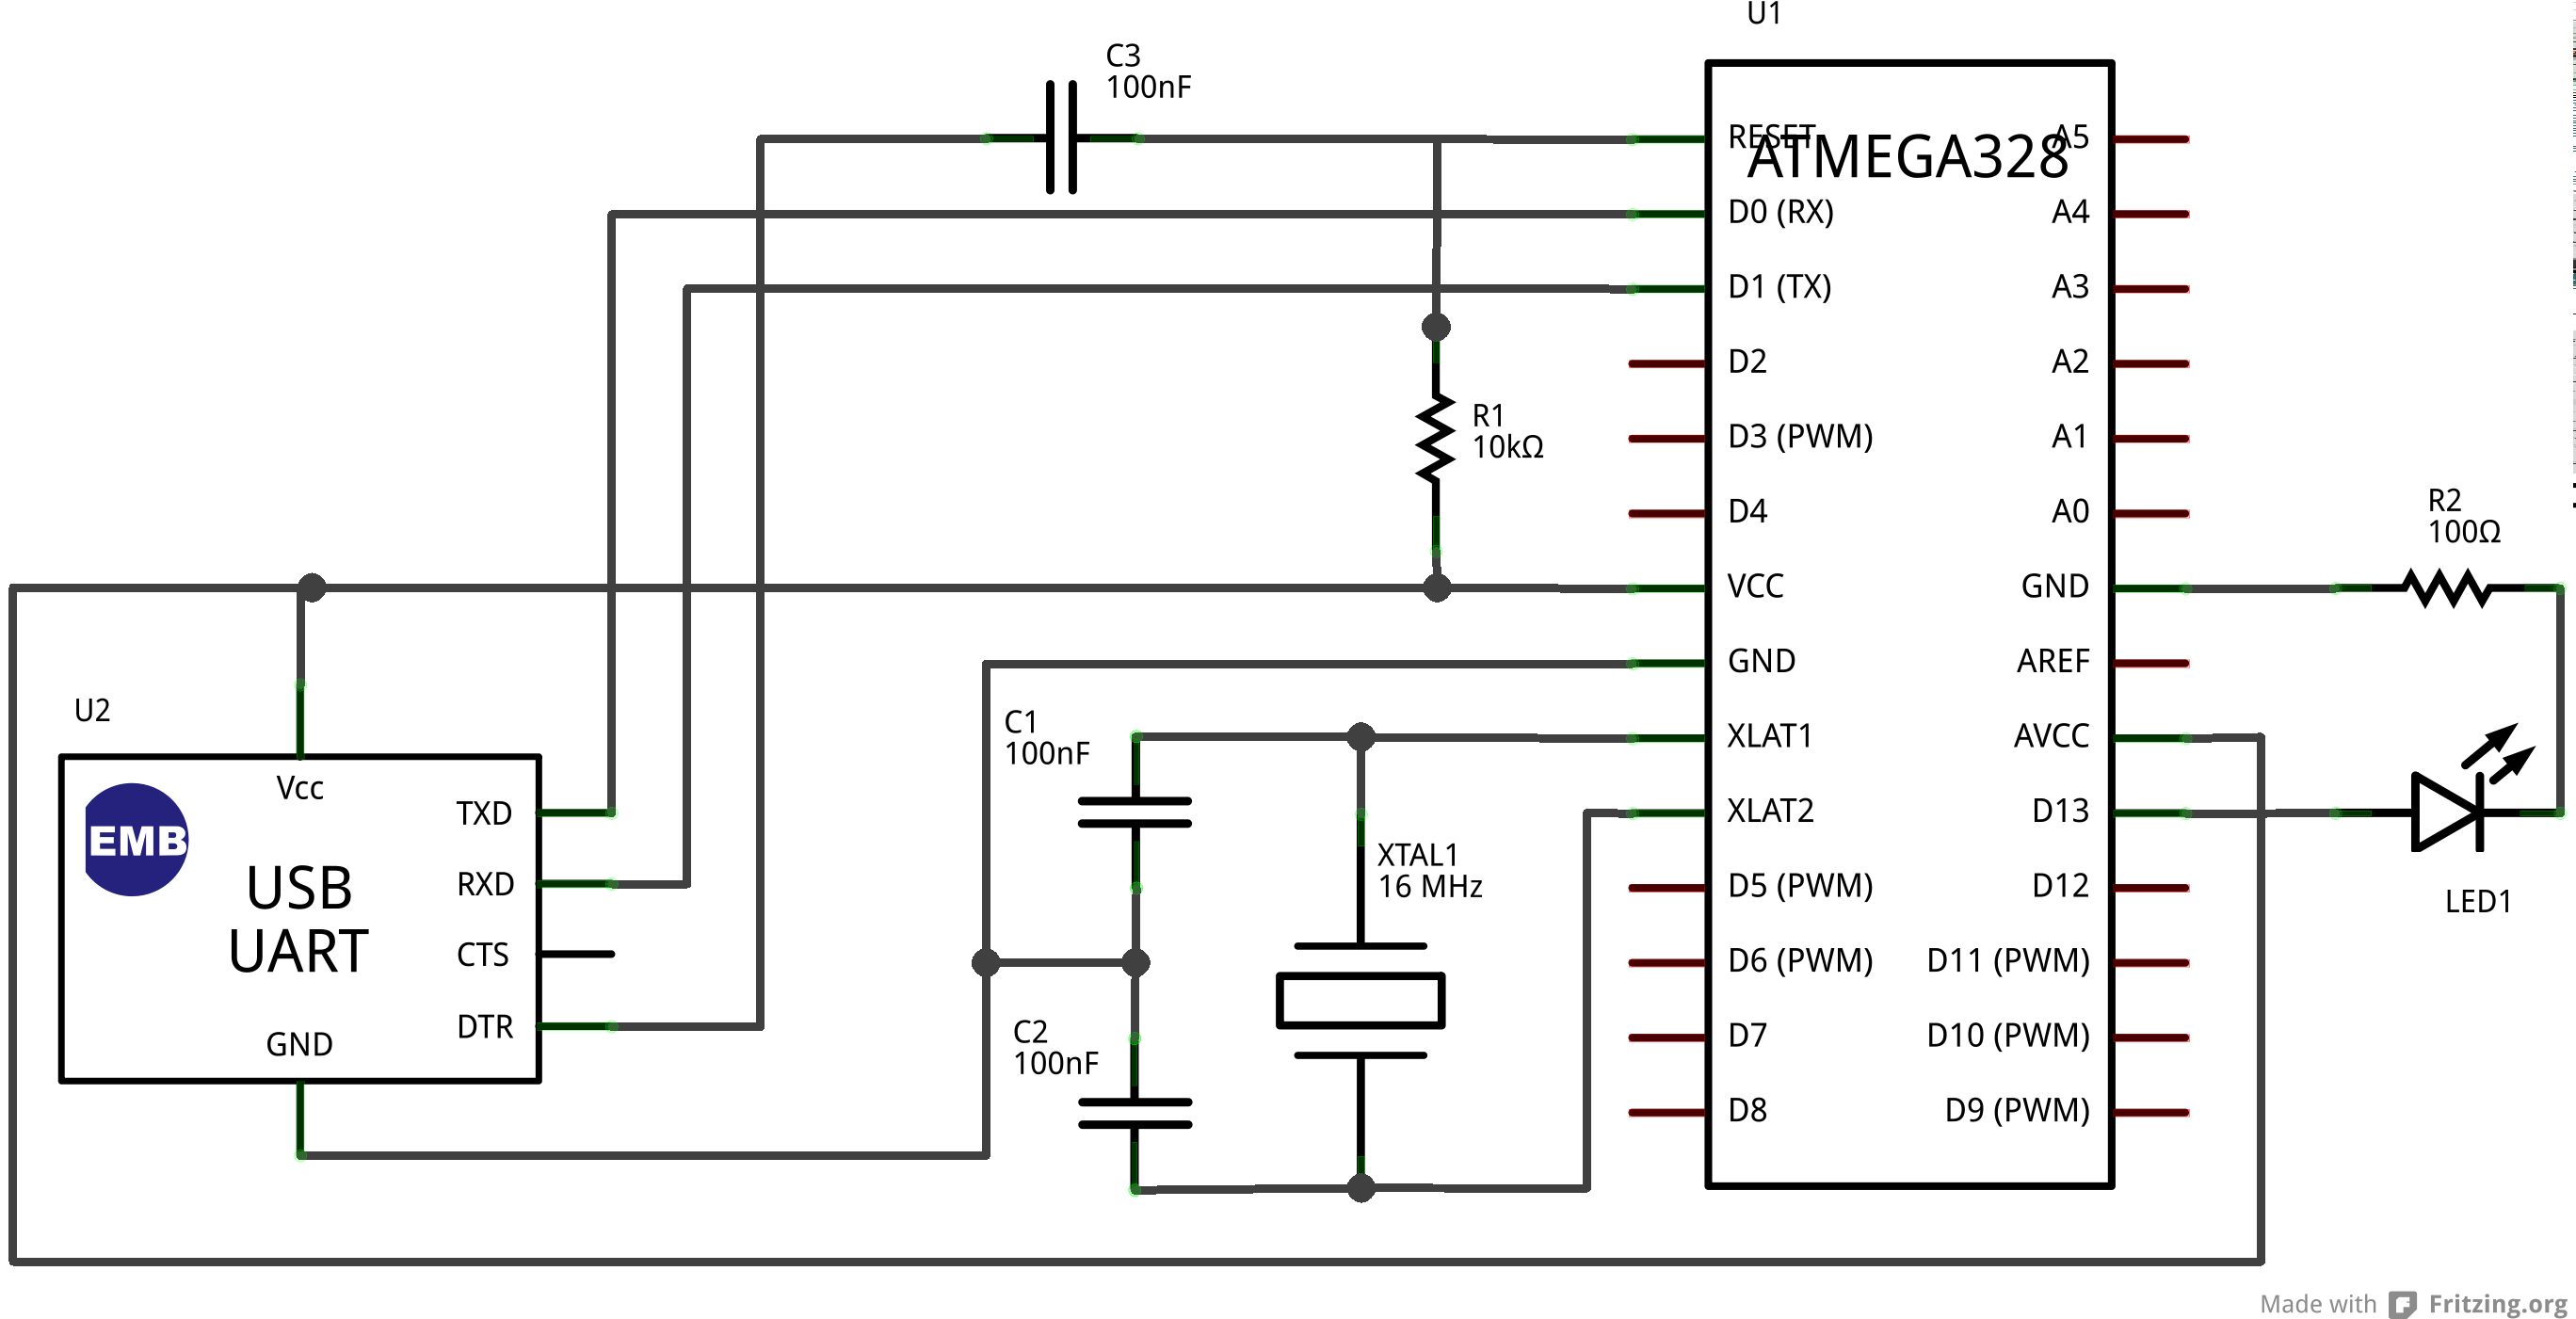 U1
C3
100nF
RESET
ATMEGA328
A5
D0 (RX)
A4
D1 (TX)
A3
D2
A2
D3 (PWM)
A1
R1
10kΩ
D4
A0
R2
100Ω
VCC
GND
GND
AREF
U2
C1
100nF
XLAT1
AVCC
Vcc
TXD
XLAT2
D13
EMB
USB
UART
RXD
XTAL1
16 MHz
D5 (PWM)
D12
LED1
CTS
D6 (PWM)
D11 (PWM)
DTR
GND
C2
100nF
D7
D10 (PWM)
D8
D9 (PWM)
Made with Fritzing.org